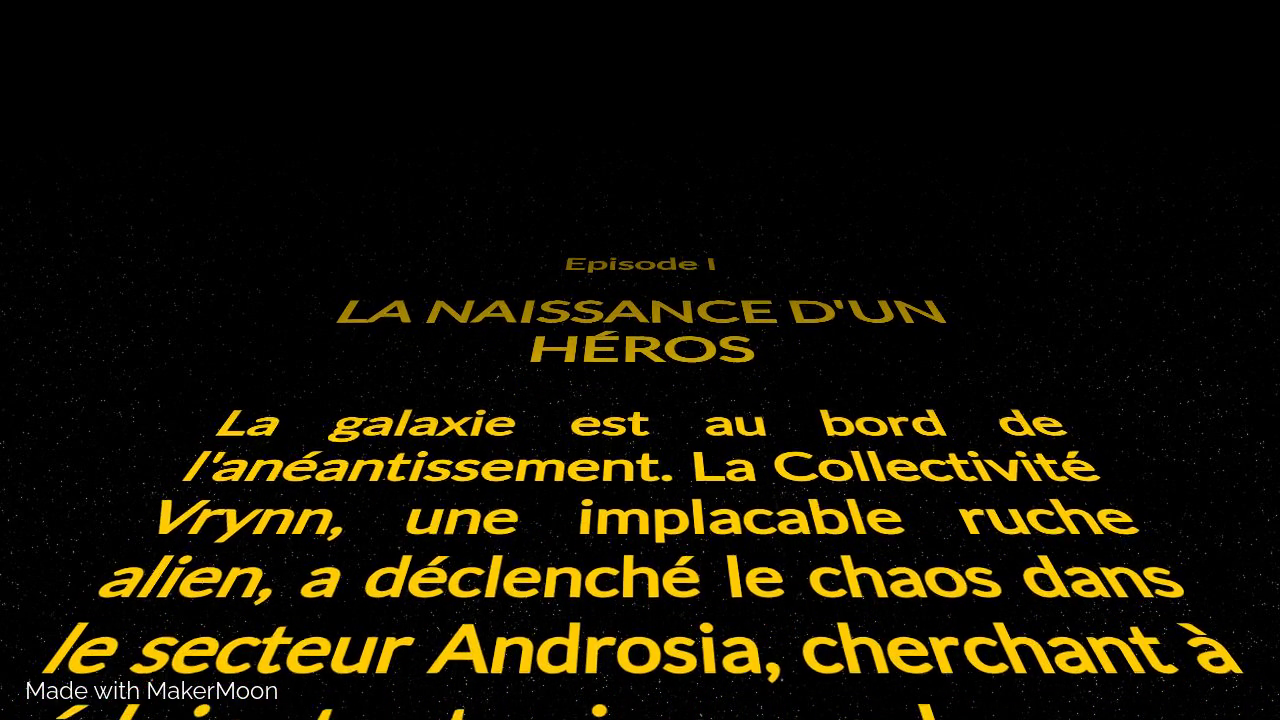 Episode I
LA NAISSANCE D'UN
HÉROS
La galaxie est au bord de
l'anéantissement. La Collectivité
Vrynn, une implacable ruche
alien, a déclenché le chaos dans
le secteur Androsia, cherchant à
Made with MakerMoon